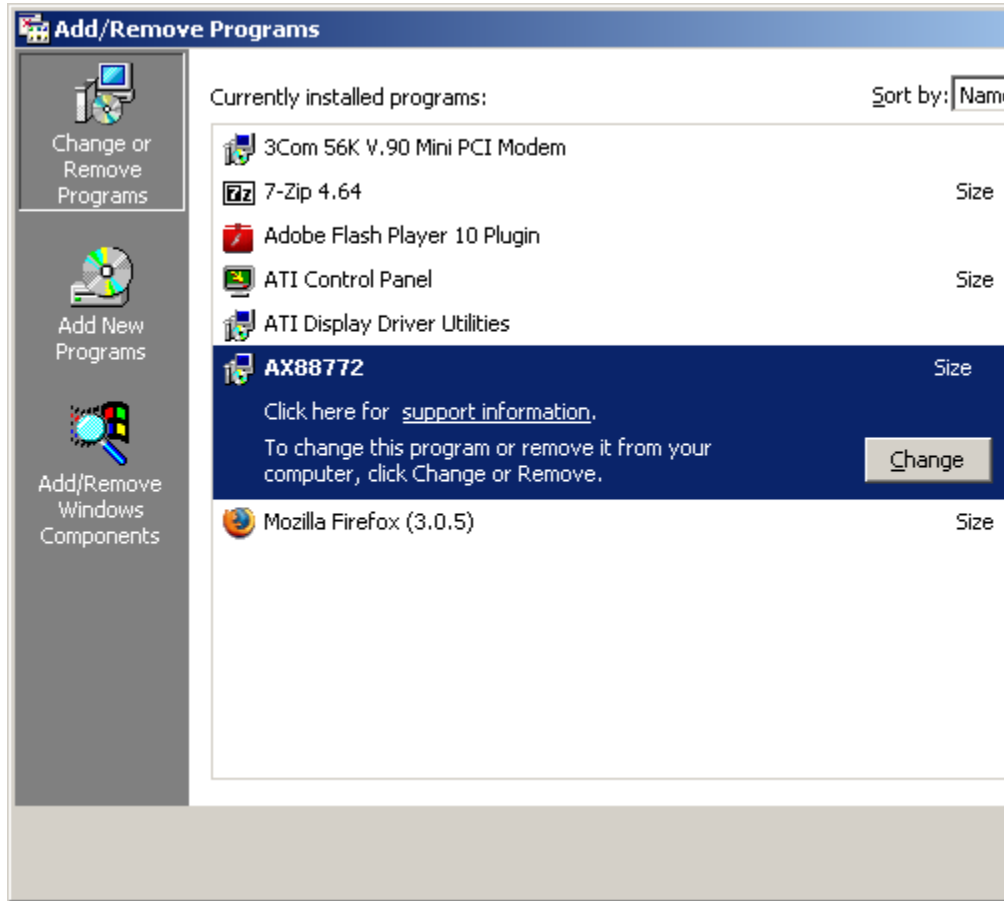 Add/Remove Programs
Change or
Remove
Programs
Add New
Programs
Add/Remove
Windows
Components
Currently installed programs:
Sort by: Name
3Com 56K V.90 Mini PCI Modem
7z 7-Zip 4.64 Size
Adobe Flash Player 10 Plugin
ATI Control Panel Size
ATI Display Driver Utilities
AX88772 Size
Click here for support information.
To change this program or remove it from your
computer, click Change or Remove.
Change
Mozilla Firefox (3.0.5) Size